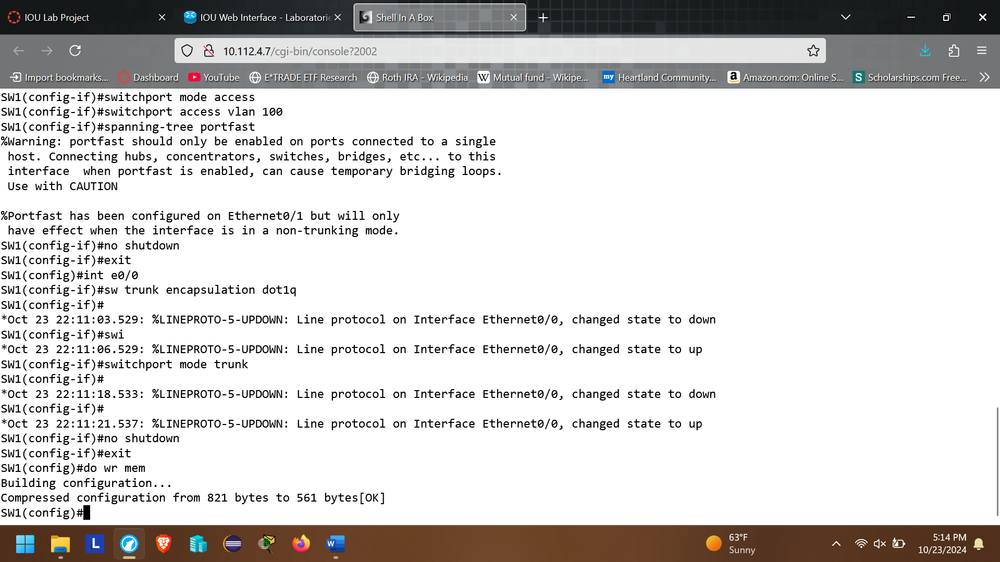 IOU Lab Project
IOU Web Interface - Laboratorie
Shell In A Box
10.112.4.7/cgi-bin/console?2002
Import bookmarks...
Dashboard
YouTube
E*TRADE ETF Research
Roth IRA - Wikipedia
W
Mutual fund - Wikipe...
my
Heartland Community...
a
Amazon.com: Online S...
S
Scholarships.com Free...
SW1(config-if)#switchport mode access
SW1(config-if)#switchport access vlan 100
SW1(config-if)#spanning-tree portfast
%Warning: portfast should only be enabled on ports connected to a single
 host. Connecting hubs, concentrators, switches, bridges, etc... to this
 interface  when portfast is enabled, can cause temporary bridging loops.
 Use with CAUTION

%Portfast has been configured on Ethernet0/1 but will only
 have effect when the interface is in a non-trunking mode.
SW1(config-if)#no shutdown
SW1(config-if)#exit
SW1(config)#int e0/0
SW1(config-if)#sw trunk encapsulation dot1q
SW1(config-if)#
*Oct 23 22:11:03.529: %LINEPROTO-5-UPDOWN: Line protocol on Interface Ethernet0/0, changed state to down
SW1(config-if)#swi
*Oct 23 22:11:06.529: %LINEPROTO-5-UPDOWN: Line protocol on Interface Ethernet0/0, changed state to up
SW1(config-if)#switchport mode trunk
SW1(config-if)#
*Oct 23 22:11:18.533: %LINEPROTO-5-UPDOWN: Line protocol on Interface Ethernet0/0, changed state to down
SW1(config-if)#
*Oct 23 22:11:21.537: %LINEPROTO-5-UPDOWN: Line protocol on Interface Ethernet0/0, changed state to up
SW1(config-if)#no shutdown
SW1(config-if)#exit
SW1(config)#do wr mem
Building configuration...
Compressed configuration from 821 bytes to 561 bytes[OK]
SW1(config)#
L
W
63°F
Sunny
5:14 PM
10/23/2024